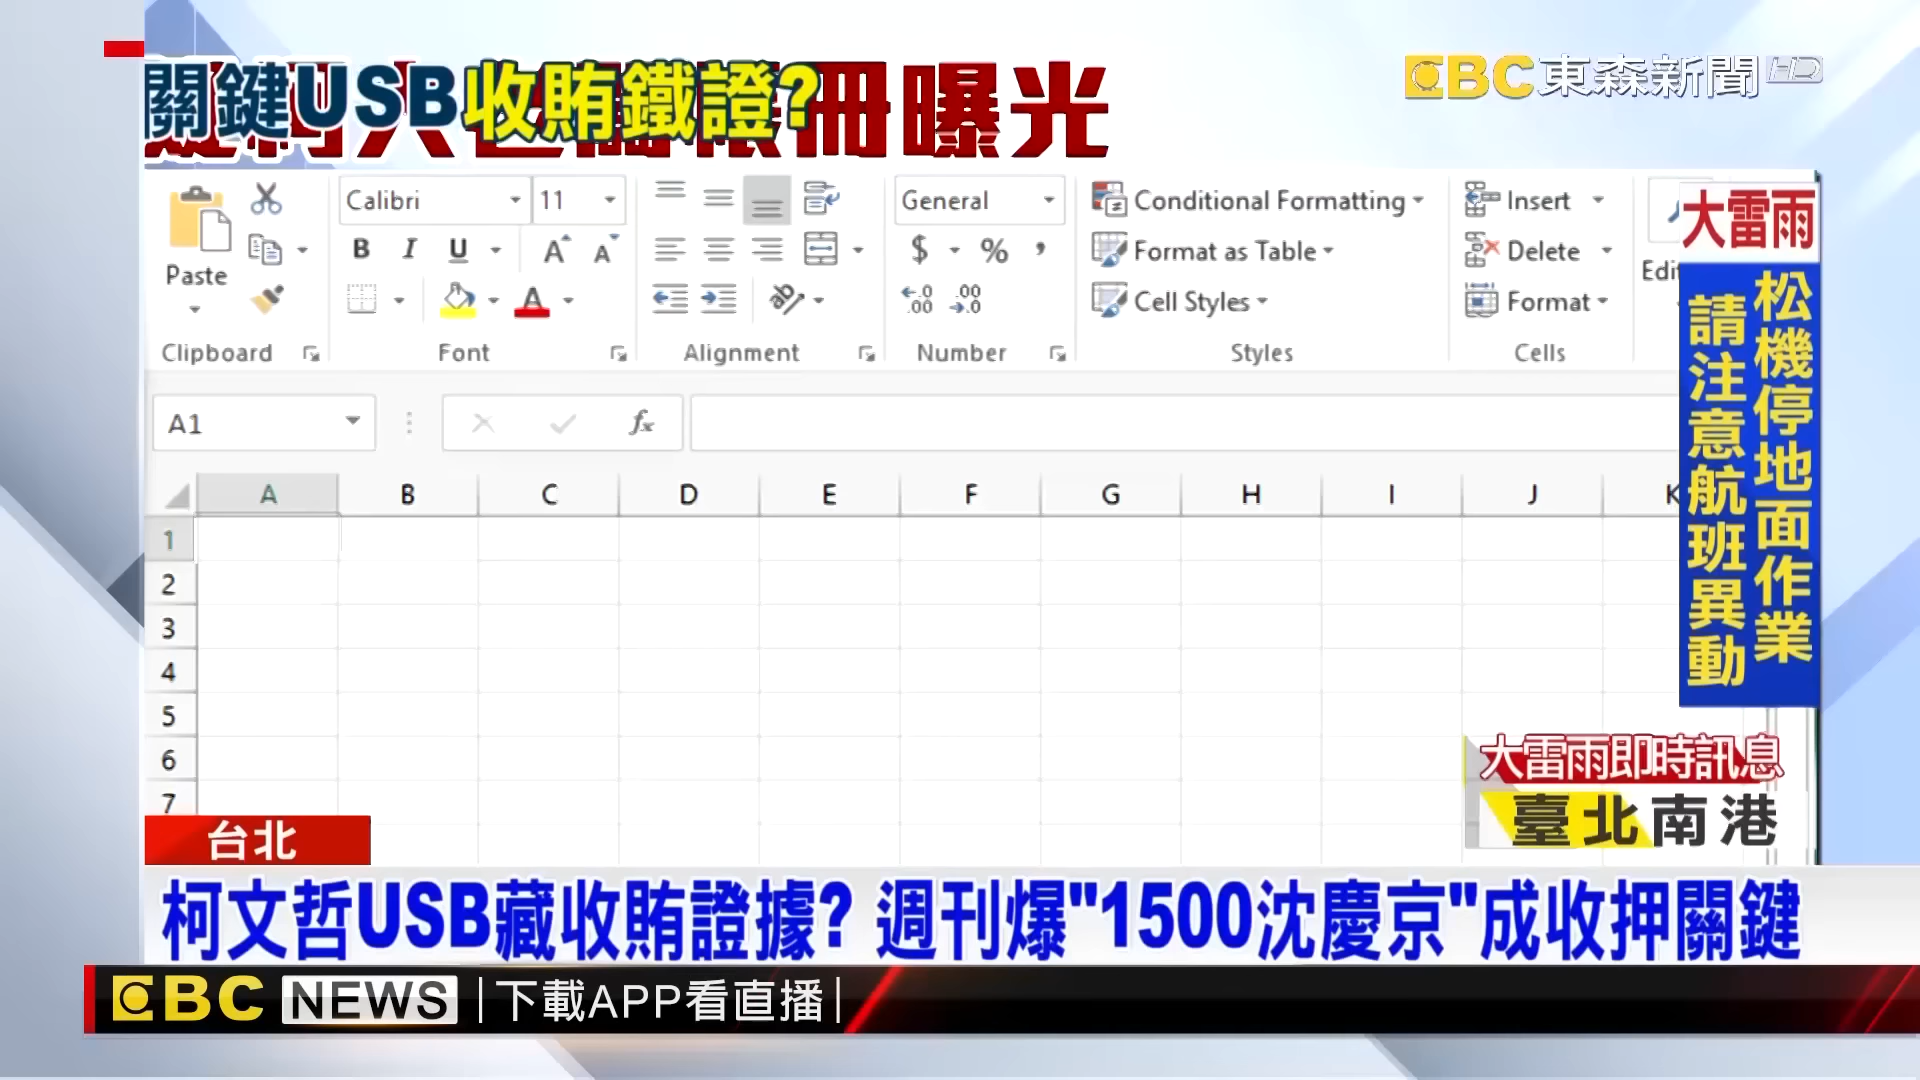 關鍵USB收賄鐵證?
冊曝光
EBC東森新聞HD
Calibri
11
General
Conditional Formatting
Insert
B I U
A A
$ % ,
Format as Table
Delete
Paste
Cell Styles
Format
Clipboard
Font
Alignment
Number
Styles
Cells
A1
fx
A B C D E F G H I J K
1
2
3
4
5
6
7
大雷雨
松機停地面作業
請注意航班異動
大雷雨即時訊息
臺北南港
台北
柯文哲USB藏收賄證據? 週刊爆"1500沈慶京"成收押關鍵
EBC NEWS |下載APP看直播|